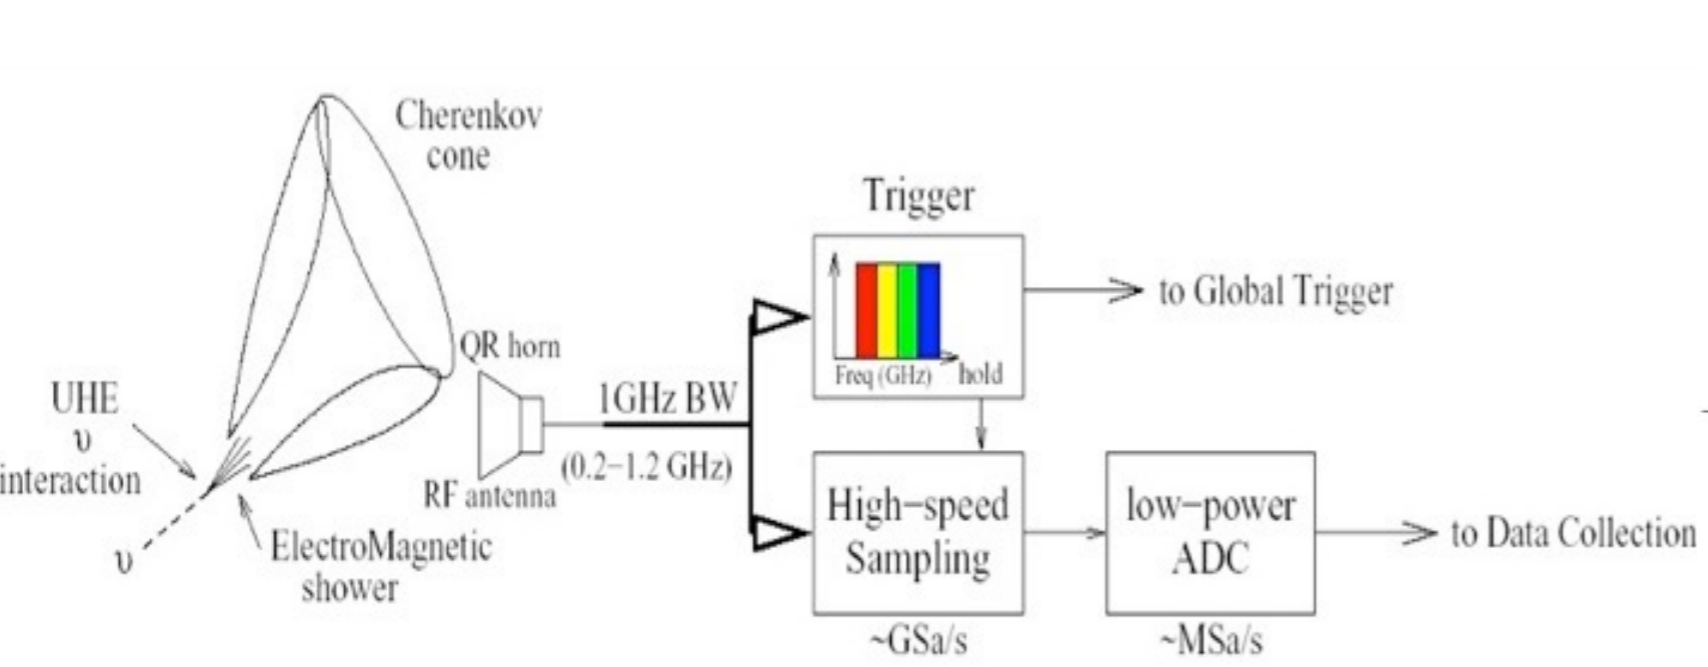 Cherenkov
cone
UHE
υ
interaction
υ
ElectroMagnetic
shower
QR horn
RF antenna
1GHz BW
(0.2−1.2 GHz)
Trigger
Freq (GHz)
hold
to Global Trigger
High−speed
Sampling
~GSa/s
low−power
ADC
~MSa/s
to Data Collection